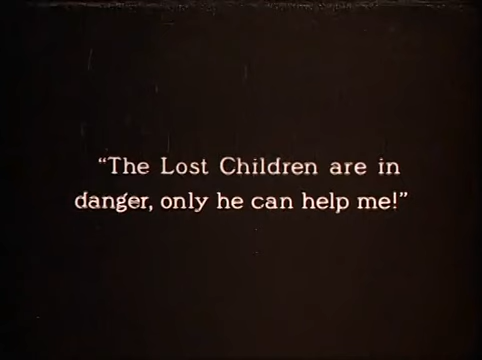 “The Lost Children are in
danger, only he can help me!”